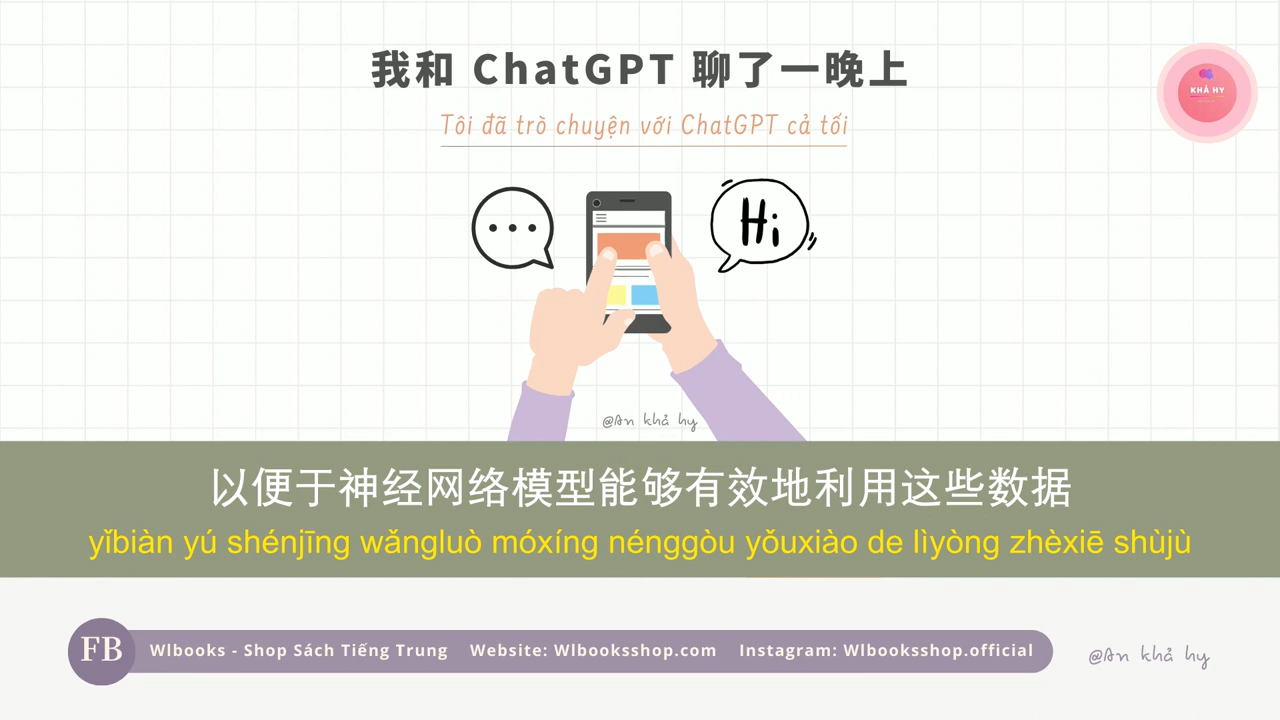 我和 ChatGPT 聊了一晚上
Tôi đã trò chuyện với ChatGPT cả tối
KHẢ HY
Hi
@An khả hy
以便于神经网络模型能够有效地利用这些数据
yǐbiàn yú shénjīng wǎngluò móxíng nénggòu yǒuxiào de lìyòng zhèxiē shùjù
FB Wlbooks - Shop Sách Tiếng Trung Website: Wlbooksshop.com Instagram: Wlbooksshop.official
@An khả hy